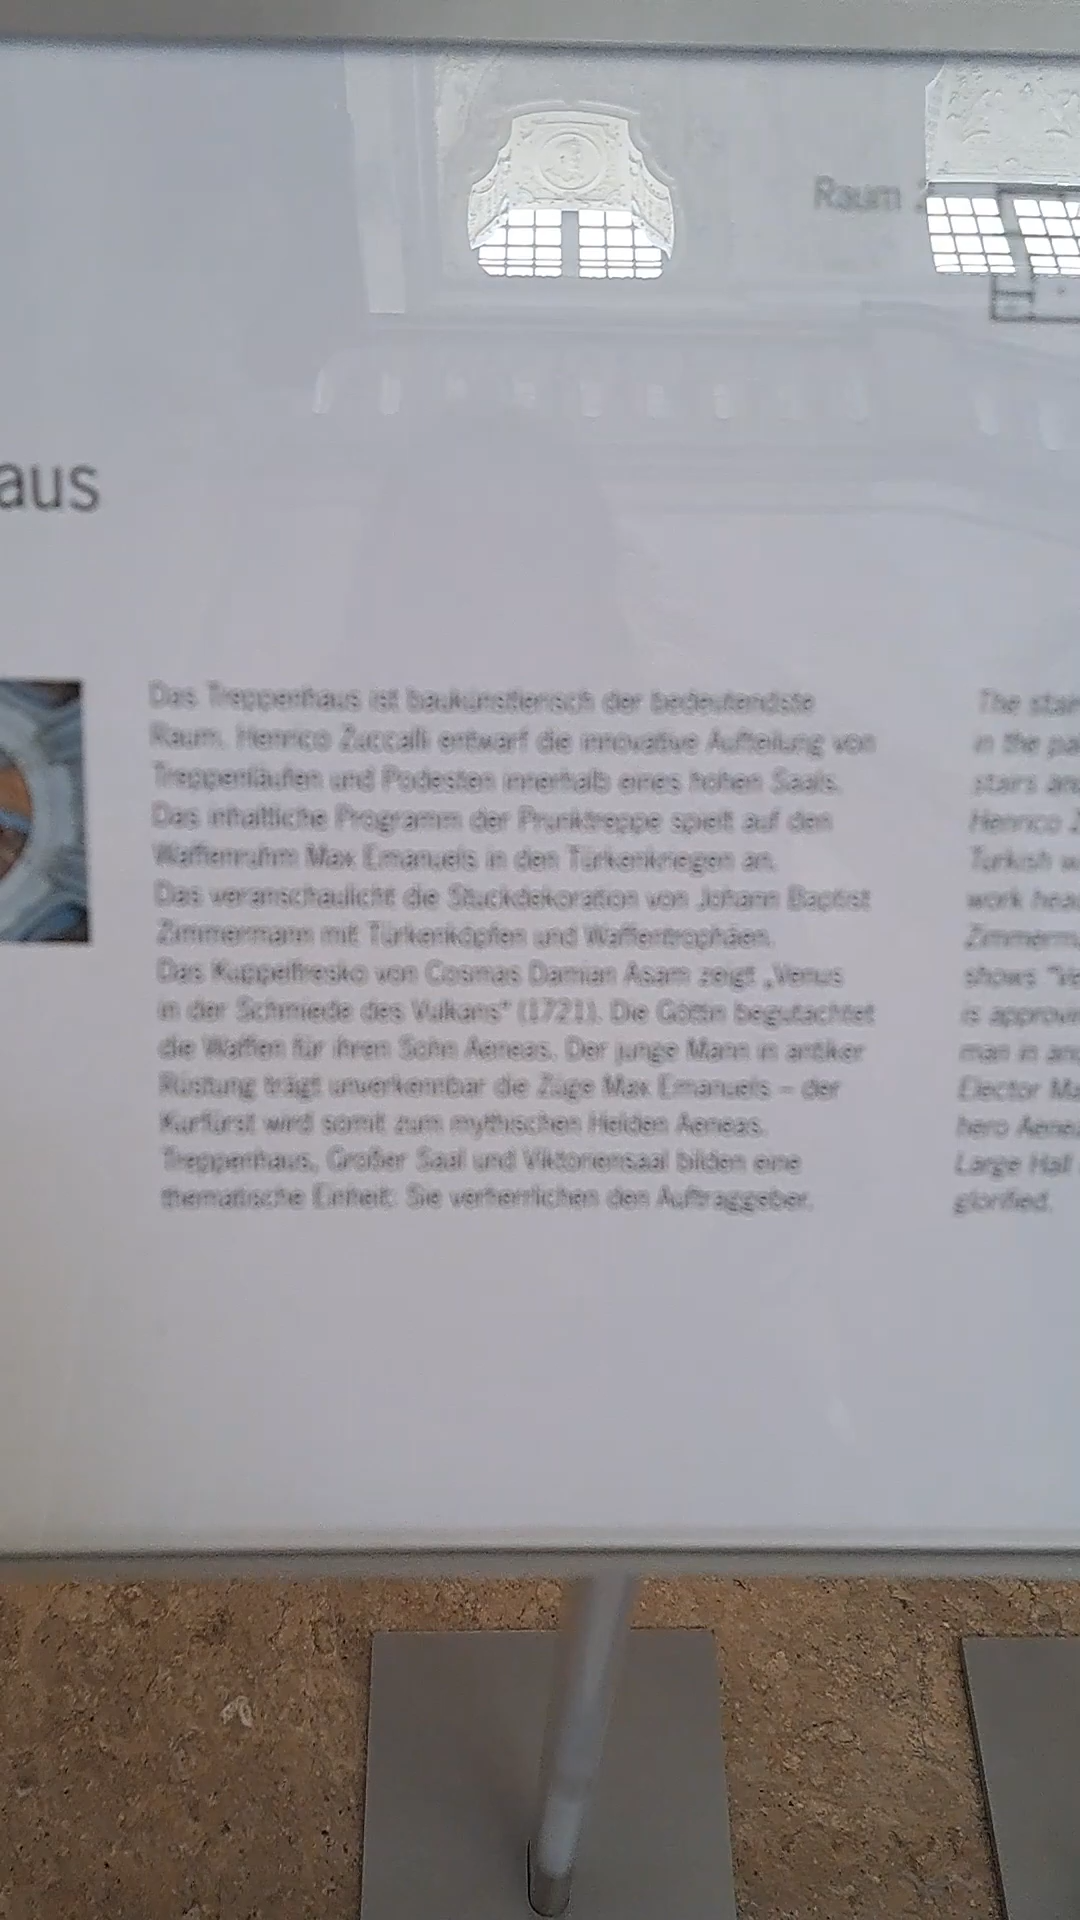 Raum 2
aus
Das Treppenhaus ist baukünstlerisch der bedeutendste
Raum. Henrico Zuccalli entwarf die innovative Aufteilung von
Treppenläufen und Podesten innerhalb eines hohen Saals.
Das inhaltliche Programm der Prunktreppe spielt auf den
Waffenruhm Max Emanuels in den Türkenkriegen an.
Das veranschaulicht die Stuckdekoration von Johann Baptist
Zimmermann mit Türkenköpfen und Waffentrophäen.
Das Kuppelfresko von Cosmas Damian Asam zeigt „Venus
in der Schmiede des Vulkans“ (1721). Die Göttin begutachtet
die Waffen für ihren Sohn Aeneas. Der junge Mann in antiker
Rüstung trägt unverkennbar die Züge Max Emanuels – der
Kurfürst wird somit zum mythischen Helden Aeneas.
Treppenhaus, Großer Saal und Viktoriensaal bilden eine
thematische Einheit: Sie verherrlichen den Auftraggeber.
The stair
in the pa
stairs and
Henrico Z
Turkish w
work head
Zimmerma
shows "Ve
is approvi
man in anc
Elector Ma
hero Aenea
Large Hall
glorified.